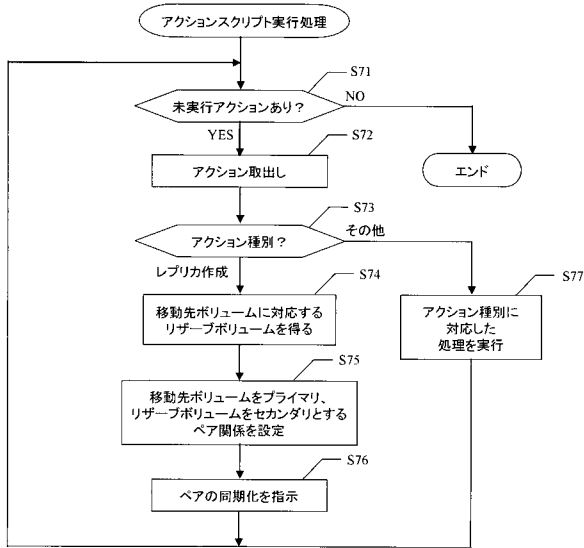 アクションスクリプト実行処理
S71
未実行アクションあり?
NO
YES
S72
アクション取出し
エンド
S73
アクション種別?
その他
レプリカ作成
S74
移動先ボリュームに対応する
リザーブボリュームを得る
S77
アクション種別に
対応した
処理を実行
S75
移動先ボリュームをプライマリ、
リザーブボリュームをセカンダリとする
ペア関係を設定
S76
ペアの同期化を指示